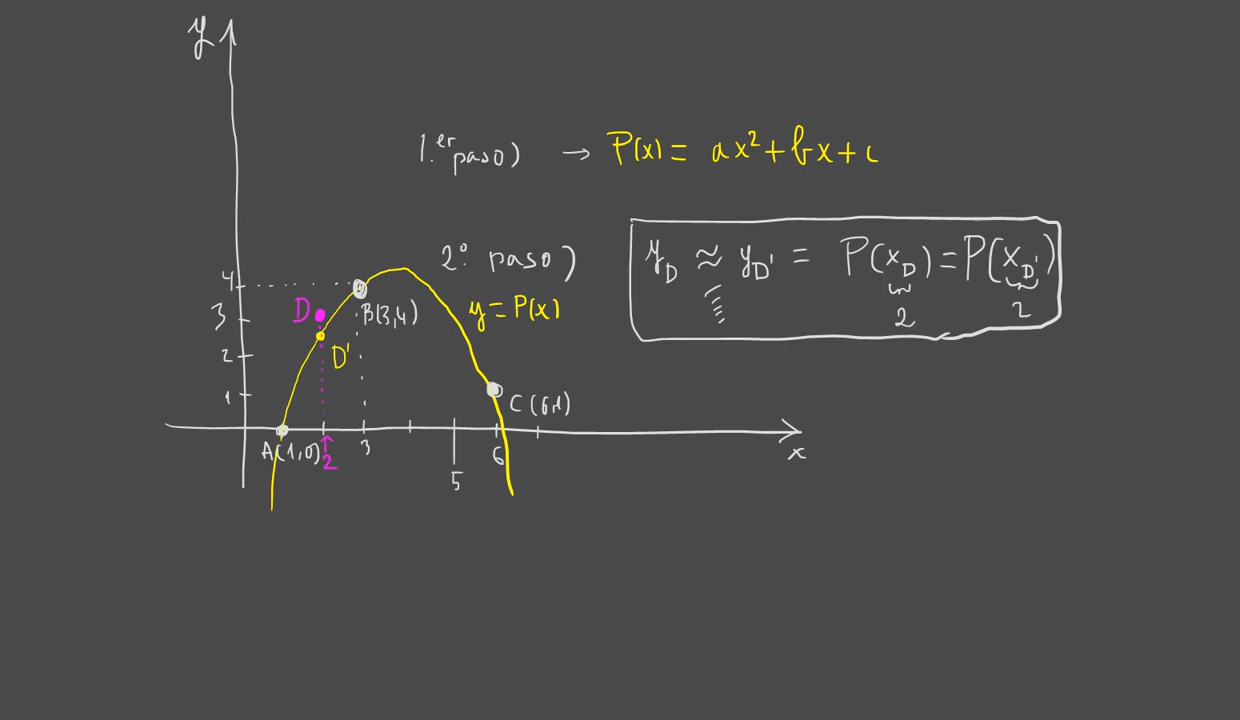 y
1.er paso) → P(x) = ax² + bx + c
2.º paso)
y_D ≈ y_D' = P(x_D) = P(x_D')
2 2
4
3
2
1
D
D'
B(3,4)
y = P(x)
C(6,1)
A(1,0)
2
3
5
6
x